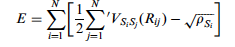 E = \sum_{i=1}^{N} \left[ \frac{1}{2} \sum_{j=1}^{N}{}' V_{S_i S_j}(R_{ij}) - \sqrt{\rho_{S_i}} \right]